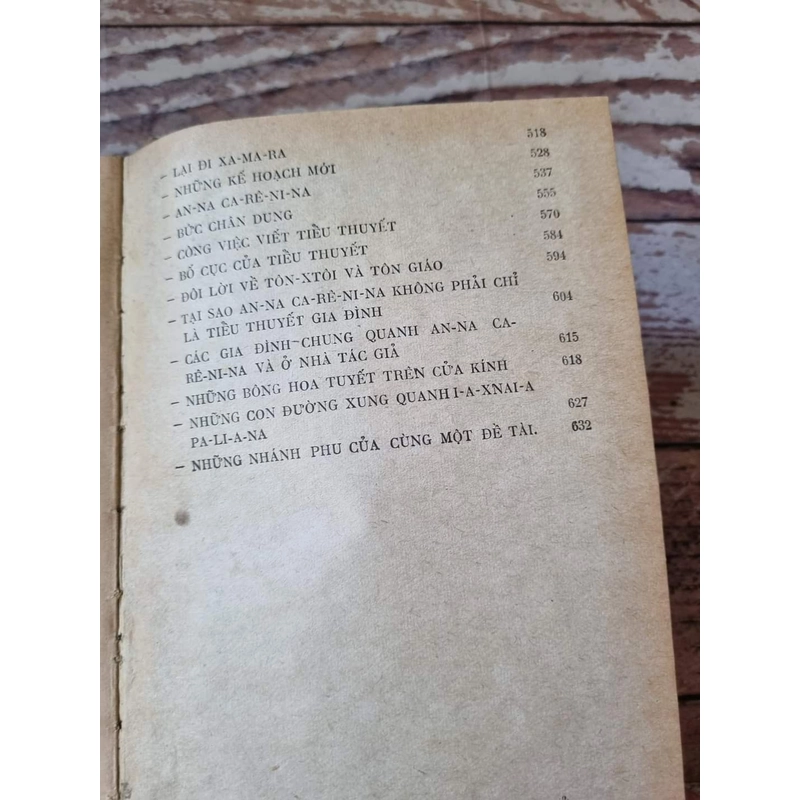 – LẠI ĐI XA-MA-RA 518
– NHỮNG KẾ HOẠCH MỚI 528
– AN-NA CA-RÊ-NI-NA 537
– BỨC CHÂN DUNG 555
– CÔNG VIỆC VIẾT TIỂU THUYẾT 570
– BỐ CỤC CỦA TIỂU THUYẾT 584
– ĐÔI LỜI VỀ TÔN-XTÔI VÀ TÔN GIÁO 594
– TẠI SAO AN-NA CA-RÊ-NI-NA KHÔNG PHẢI CHỈ
LÀ TIỂU THUYẾT GIA ĐÌNH 604
– CÁC GIA ĐÌNH CHUNG QUANH AN-NA CA-
RÊ-NI-NA VÀ Ở NHÀ TÁC GIẢ 615
– NHỮNG BÔNG HOA TUYẾT TRÊN CỬA KÍNH 618
– NHỮNG CON ĐƯỜNG XUNG QUANH I-A-XNAI-A
PA-LI-A-NA 627
– NHỮNG NHÁNH PHU CỦA CÙNG MỘT ĐỀ TÀI. 632